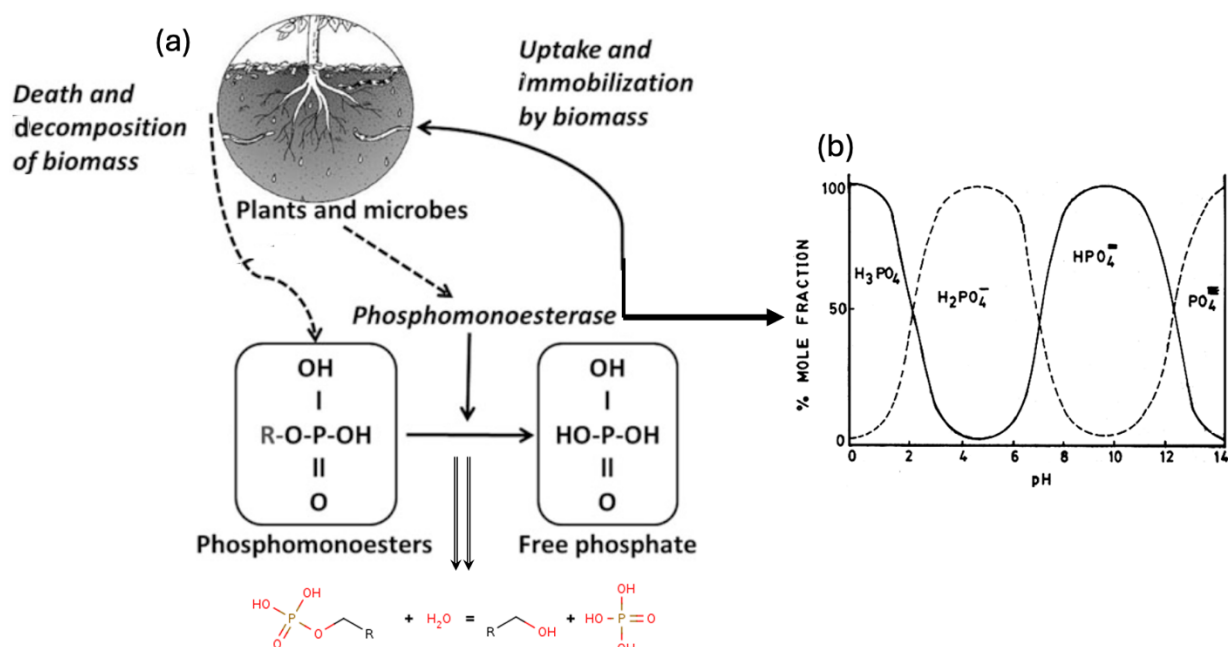 (a)
Death and
decomposition
of biomass
Uptake and
immobilization
by biomass
Plants and microbes
Phosphomonoesterase
OH
I
R-O-P-OH
II
O
Phosphomonoesters
OH
I
HO-P-OH
II
O
Free phosphate
OH
HO
OH
P
O
O
R
+ H2O =
R
OH
+
OH
HO
P
O
OH
(b)
% MOLE FRACTION
100
50
0
H3PO4
H2PO4−
HPO4=
PO4≡
0 2 4 6 8 10 12 14
pH